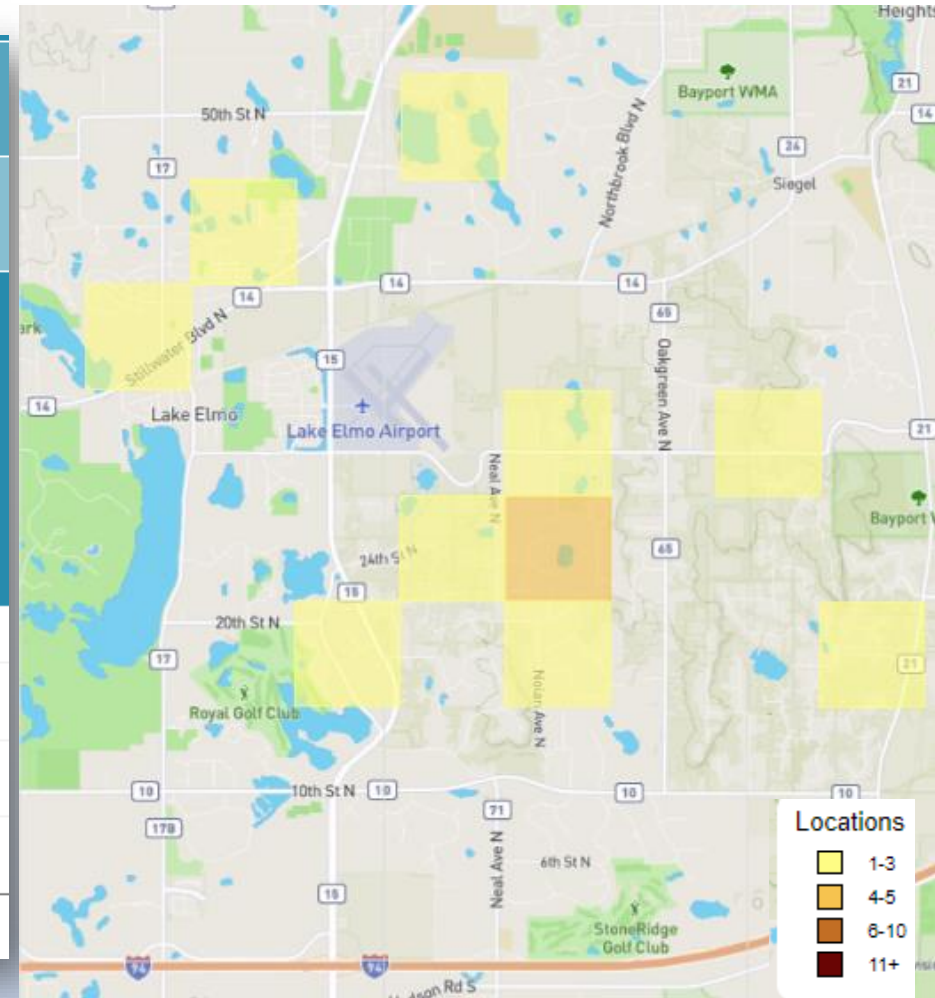 Heights
21
Bayport WMA
50th St N
14
Northbrook Blvd N
24
17
Siegel
14
14
14
65
Stillwater Blvd N
15
Oakgreen Ave N
14
Lake Elmo
Lake Elmo Airport
21
Neal Ave N
Bayport
24th St N
65
15
20th St N
17
21
Royal Golf Club
Nolan Ave N
10
10th St N
10
10
10
71
17B
Neal Ave N
6th St N
15
StoneRidge
Golf Club
94
94
Hudson Rd S
Locations
1-3
4-5
6-10
11+